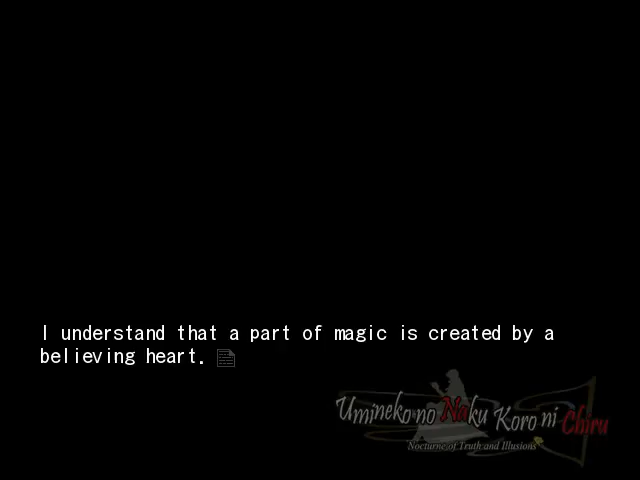 I understand that a part of magic is created by a
believing heart.
Umineko no Naku Koro ni Chiru
Nocturne of Truth and Illusions